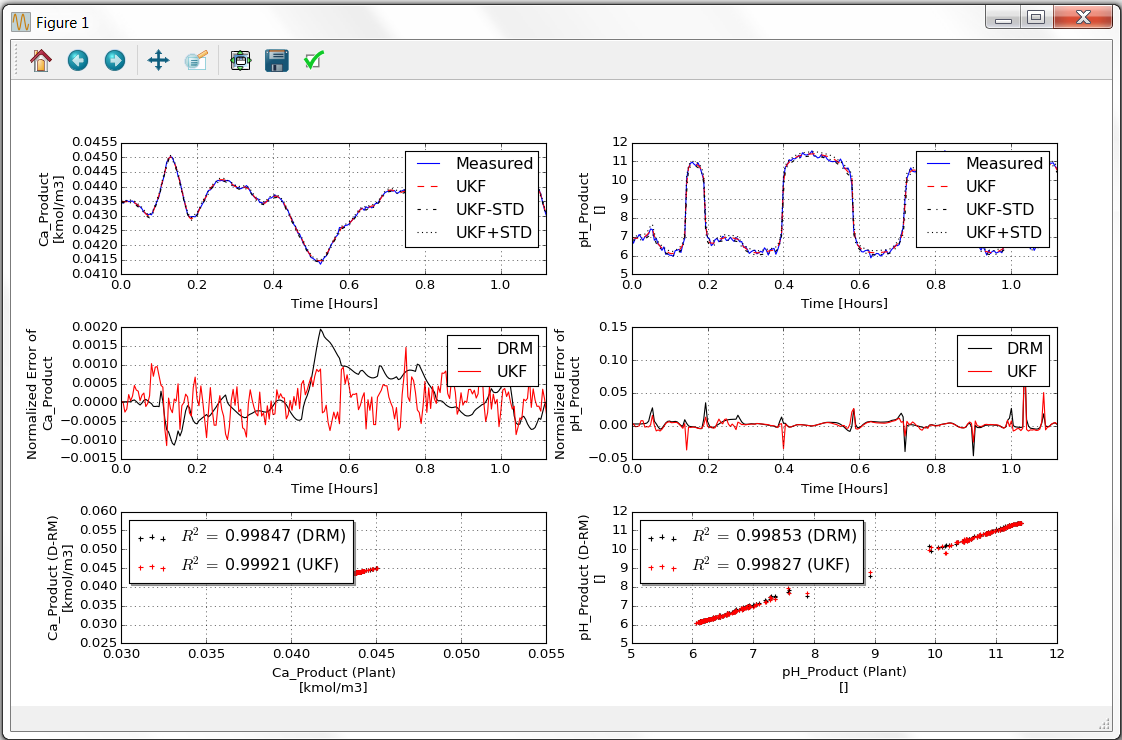 Figure 1
0.0455
0.0450
0.0440
0.0435
0.0430
0.0420
0.0415
0.0410
Ca_Product
[kmol/m3]
Measured
UKF
UKF-STD
UKF+STD
0.0
0.2
0.4
0.6
0.8
1.0
Time [Hours]
12
11
10
9
8
7
6
5
pH_Product
[]
Measured
UKF
UKF-STD
UKF+STD
0.0
0.2
0.4
0.6
0.8
1.0
Time [Hours]
0.0020
0.0015
0.0010
0.0005
0.0000
−0.0005
−0.0010
−0.0015
Normalized Error of
Ca_Product
DRM
UKF
0.0
0.2
0.4
0.6
0.8
1.0
Time [Hours]
0.15
0.10
0.05
0.00
−0.05
Normalized Error of
pH_Product
DRM
UKF
0.0
0.2
0.4
0.6
0.8
1.0
Time [Hours]
0.060
0.055
0.050
0.045
0.040
0.035
0.030
0.025
Ca_Product (D-RM)
[kmol/m3]
R² = 0.99847 (DRM)
R² = 0.99921 (UKF)
0.030
0.035
0.040
0.045
0.050
0.055
Ca_Product (Plant)
[kmol/m3]
12
11
10
9
8
7
6
5
pH_Product (D-RM)
[]
R² = 0.99853 (DRM)
R² = 0.99827 (UKF)
5
6
7
8
9
10
11
12
pH_Product (Plant)
[]